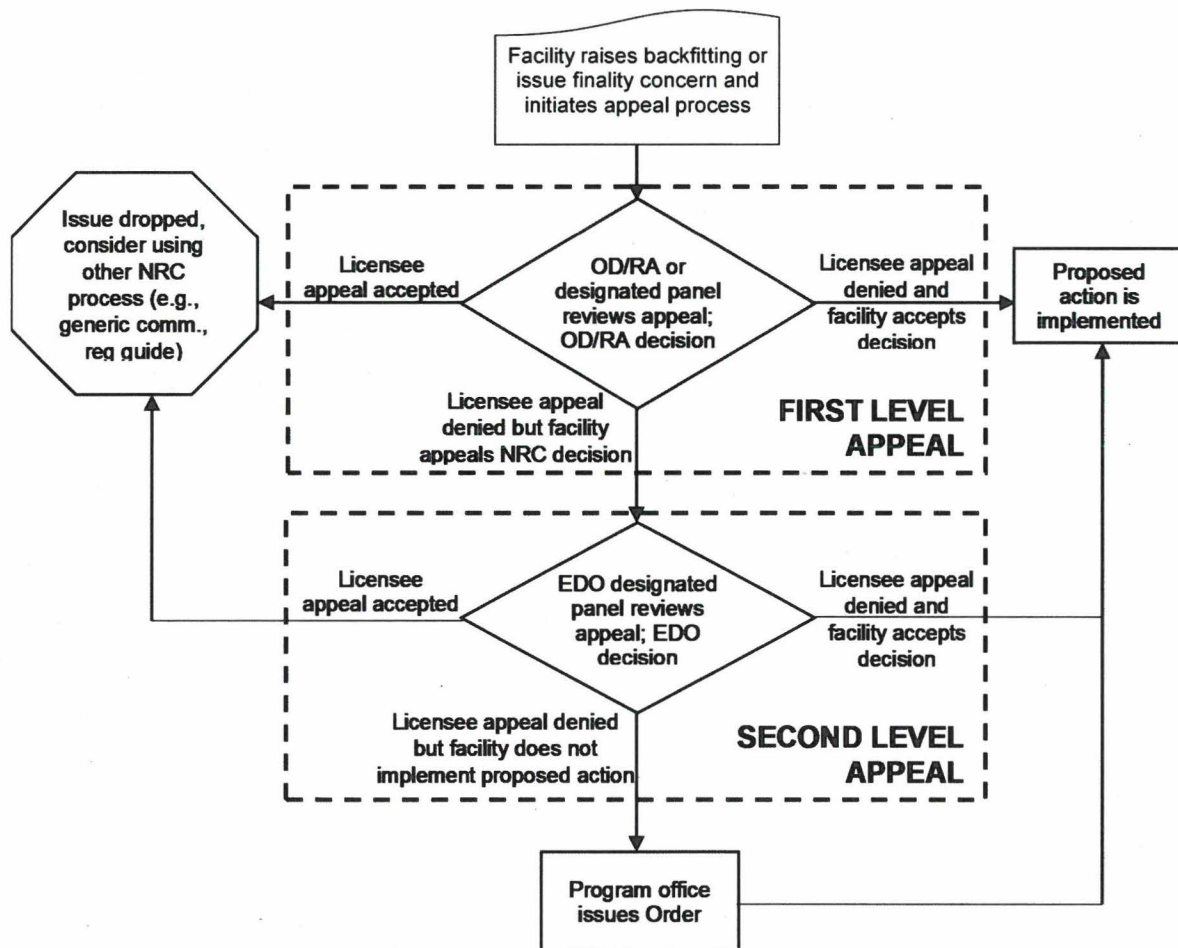 Facility raises backfitting or
issue finality concern and
initiates appeal process
Issue dropped,
consider using
other NRC
process (e.g.,
generic comm.,
reg guide)
Licensee
appeal accepted
OD/RA or
designated panel
reviews appeal;
OD/RA decision
Licensee appeal
denied and
facility accepts
decision
Proposed
action is
implemented
Licensee appeal
denied but facility
appeals NRC decision
FIRST LEVEL
APPEAL
Licensee
appeal accepted
EDO designated
panel reviews
appeal; EDO
decision
Licensee appeal
denied and
facility accepts
decision
Licensee appeal denied
but facility does not
implement proposed action
SECOND LEVEL
APPEAL
Program office
issues Order